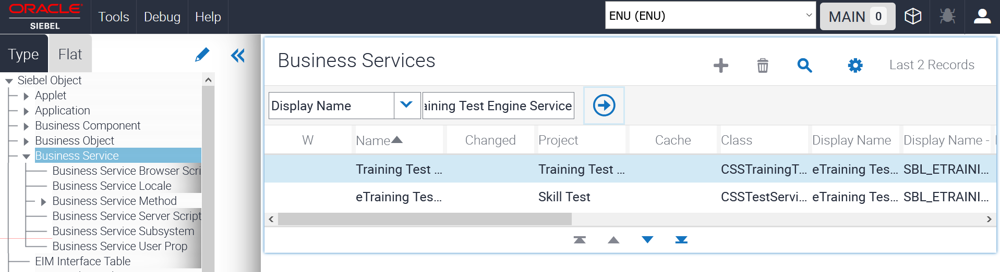 ORACLE
SIEBEL
Tools
Debug
Help
ENU (ENU)
MAIN 0
Type
Flat
Siebel Object
Applet
Application
Business Component
Business Object
Business Service
Business Service Browser Scri
Business Service Locale
Business Service Method
Business Service Server Script
Business Service Subsystem
Business Service User Prop
EIM Interface Table
Business Services
Last 2 Records
Display Name
aining Test Engine Service
W Name Changed Project Cache Class Display Name Display Name -
Training Test ... Training Test ... CSSTrainingT... eTraining Tes... SBL_ETRAINI...
eTraining Tes... Skill Test CSSTestServi... eTraining Tes... SBL_ETRAINI...